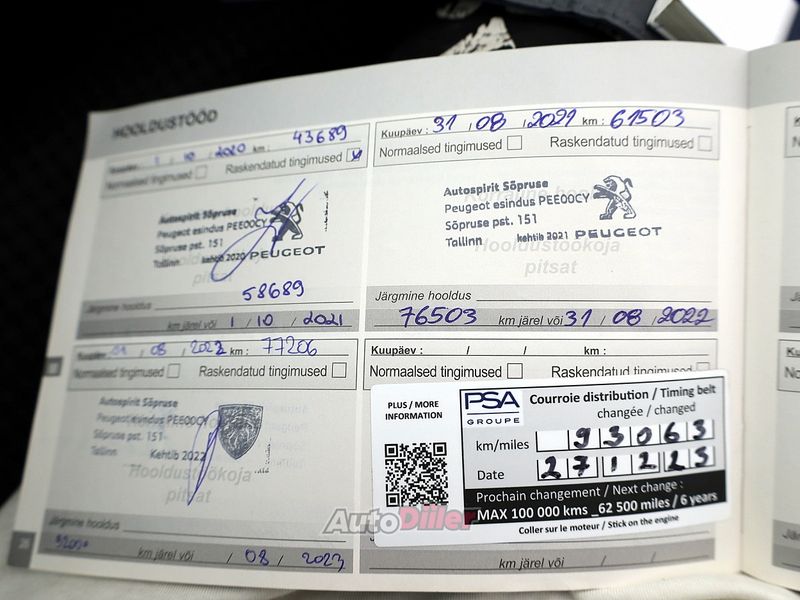 HOOLDUSTÖÖD
Kuupäev: 1 / 10 / 2020 km: 43689
Normaalsed tingimused Raskendatud tingimused
Autospirit Sõpruse
Peugeot esindus PEE00CY
Sõpruse pst. 151
Tallinn kehtib 2020 PEUGEOT
pitsat
58689
Järgmine hooldus
km järel või 1 / 10 / 2021
Kuupäev: 31 / 08 / 2021 km: 61503
Normaalsed tingimused Raskendatud tingimused
Autospirit Sõpruse
Peugeot esindus PEE00CY
Sõpruse pst. 151
Tallinn kehtib 2021 PEUGEOT
Hooldustöökoja
pitsat
Järgmine hooldus
76503 km järel või 31 / 08 / 2022
Kuupäev: 08 / 2022 km: 77206
Normaalsed tingimused Raskendatud tingimused
Autospirit Sõpruse
Peugeot esindus PEE00CY
Sõpruse pst. 151
Tallinn Kehtib 2022
Hooldustöökoja
pitsat
Järgmine hooldus
km järel või / 08 / 2023
Kuupäev: / / km:
Normaalsed tingimused
PLUS / MORE
INFORMATION
PSA
GROUPE
Courroie distribution / Timing belt
changée / changed
km/miles 93063
Date 271223
Prochain changement / Next change :
MAX 100 000 kms _62 500 miles / 6 years
Coller sur le moteur / Stick on the engine
km järel või / /
AutoDiller